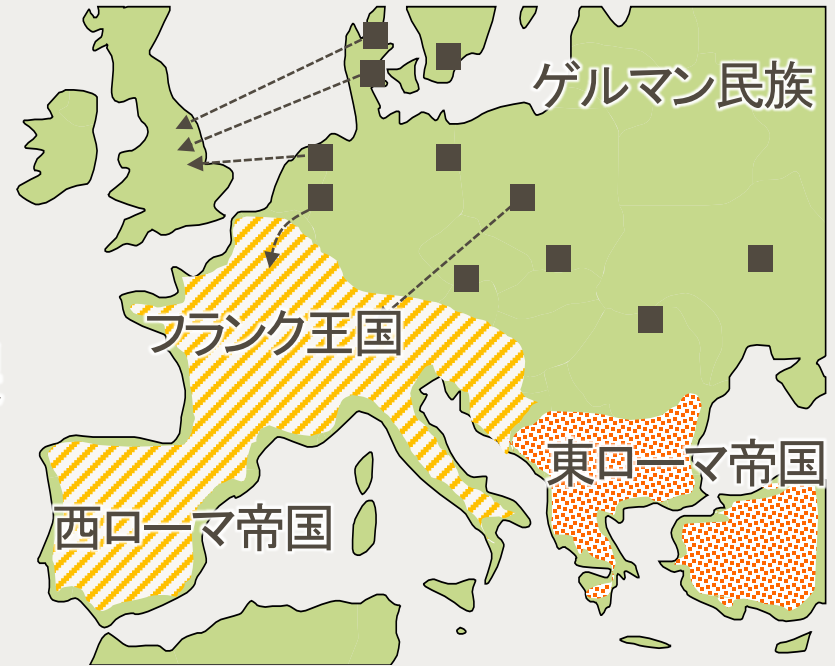 ゲルマン民族
フランク王国
東ローマ帝国
西ローマ帝国